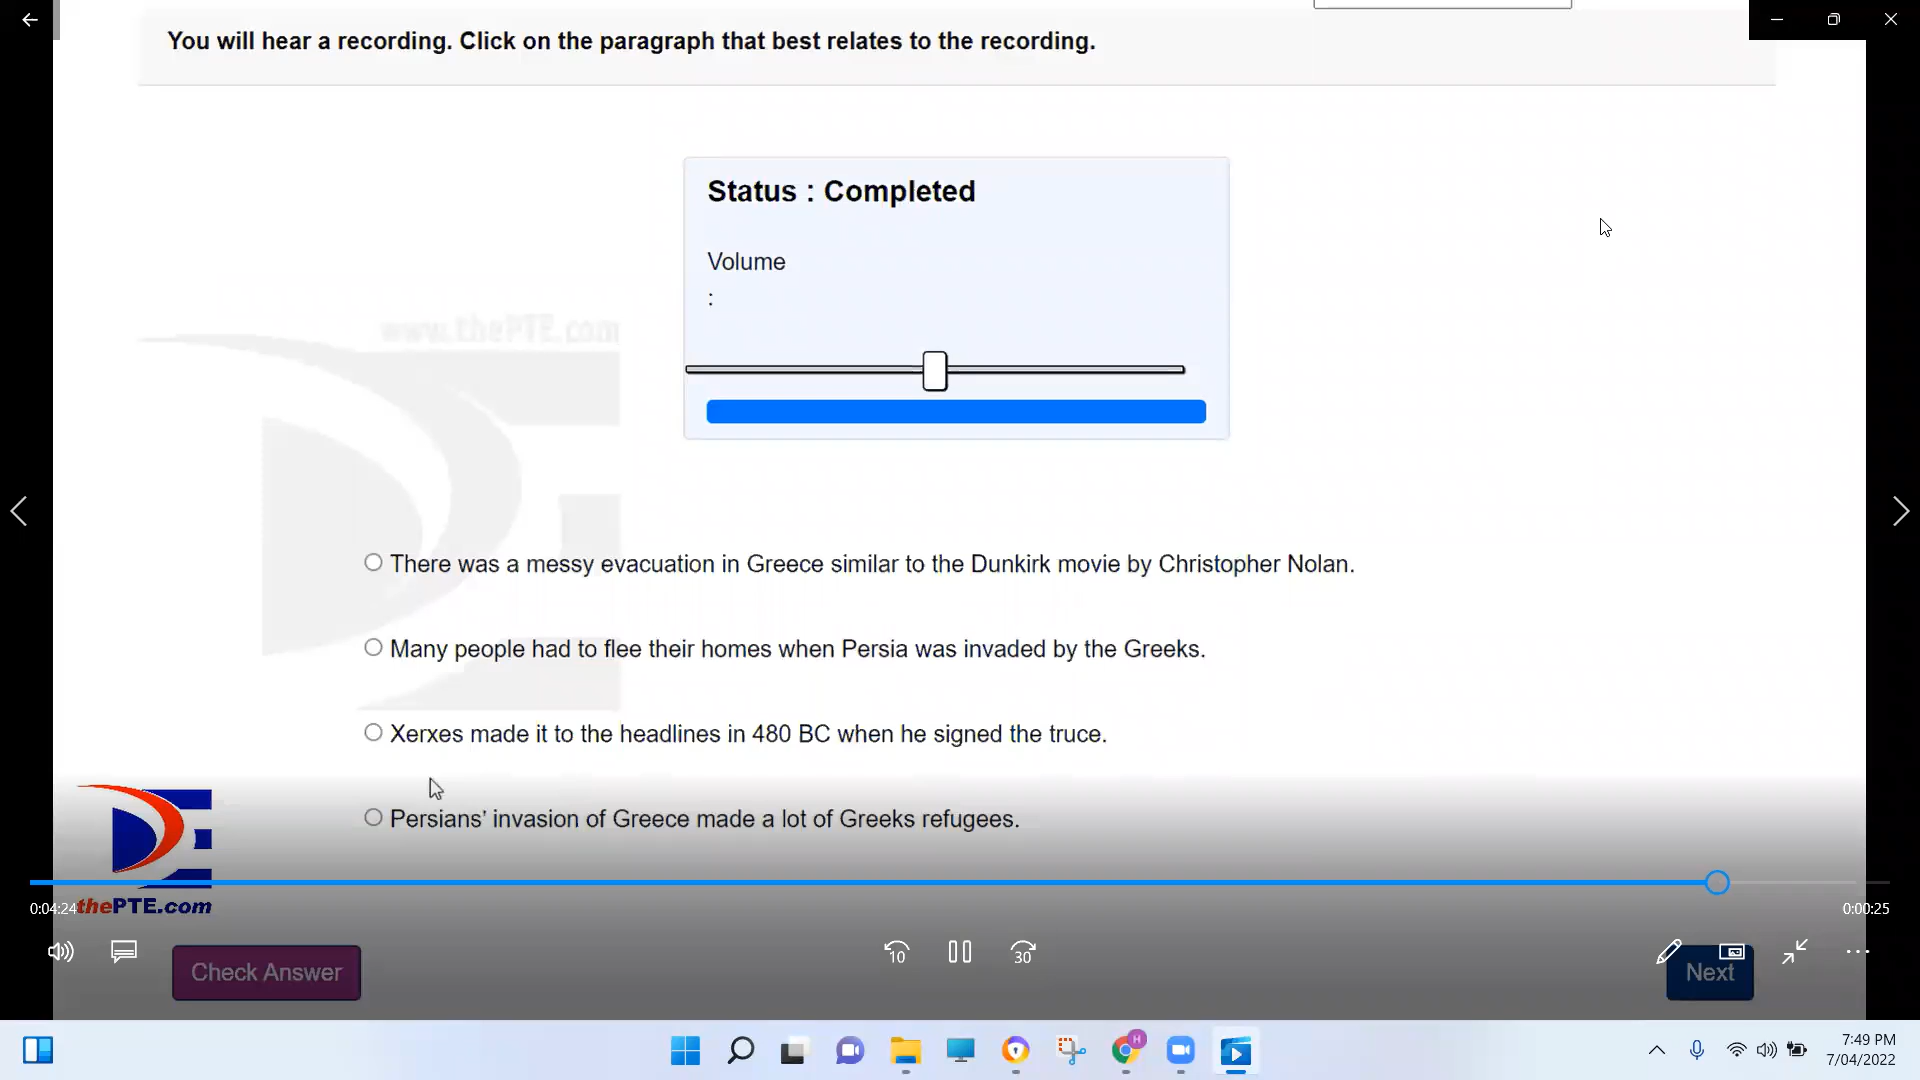 You will hear a recording. Click on the paragraph that best relates to the recording.
Status : Completed
Volume
:
www.thePTE.com
There was a messy evacuation in Greece similar to the Dunkirk movie by Christopher Nolan.
Many people had to flee their homes when Persia was invaded by the Greeks.
Xerxes made it to the headlines in 480 BC when he signed the truce.
Persians’ invasion of Greece made a lot of Greeks refugees.
0:04:24
thePTE.com
0:00:25
10
30
Check Answer
Next
H
7:49 PM
7/04/2022